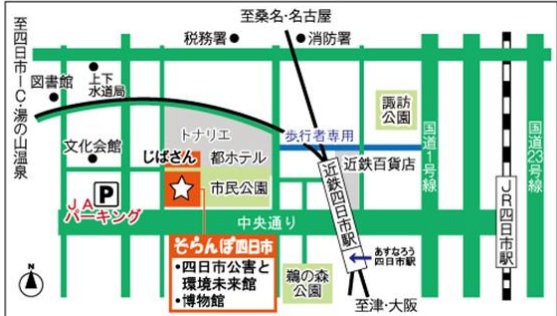 至桑名・名古屋
税務署
消防署
至四日市IC・湯の山温泉
図書館
上下
水道局
諏訪
公園
トナリエ
歩行者専用
文化会館
じばさん
都ホテル
近鉄百貨店
国道1号線
国道23号線
P
JA
パーキング
市民公園
近鉄四日市駅
JR四日市駅
中央通り
そらんぽ四日市
・四日市公害と
環境未来館
・博物館
あすなろう
四日市駅
鵜の森
公園
N
至津・大阪